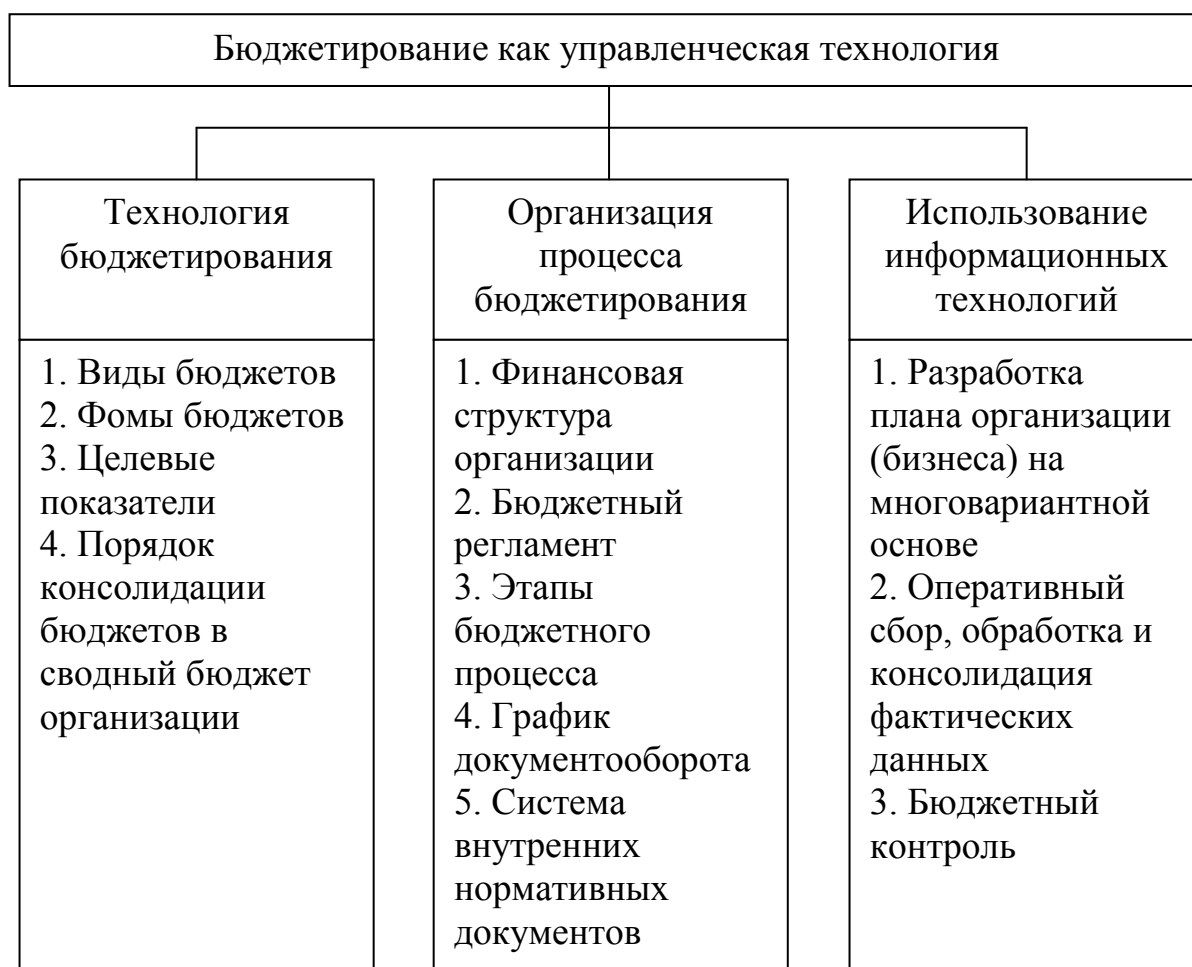 Бюджетирование как управленческая технология
Технология
бюджетирования
1. Виды бюджетов
2. Фомы бюджетов
3. Целевые
показатели
4. Порядок
консолидации
бюджетов в
сводный бюджет
организации
Организация
процесса
бюджетирования
1. Финансовая
структура
организации
2. Бюджетный
регламент
3. Этапы
бюджетного
процесса
4. График
документооборота
5. Система
внутренних
нормативных
документов
Использование
информационных
технологий
1. Разработка
плана организации
(бизнеса) на
многовариантной
основе
2. Оперативный
сбор, обработка и
консолидация
фактических
данных
3. Бюджетный
контроль